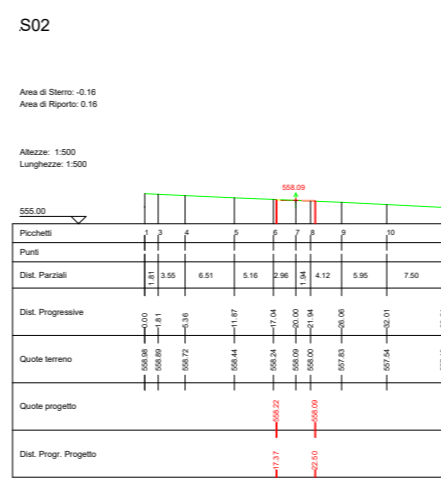 S02
Area di Sterro: -0.16
Area di Riporto: 0.16
Altezze: 1:500
Lunghezze: 1:500
558.09
555.00
Picchetti 1 3 4 5 6 7 8 9 10
Punti
Dist. Parziali 1.81 3.55 6.51 5.16 2.96 1.94 4.12 5.95 7.50
Dist. Progressive 0.00 1.81 5.36 11.87 17.04 20.00 21.94 26.06 32.01
Quote terreno 558.98 558.89 558.72 558.44 558.24 558.09 558.00 557.83 557.54
Quote progetto 558.22 558.09
Dist. Progr. Progetto 17.37 22.50